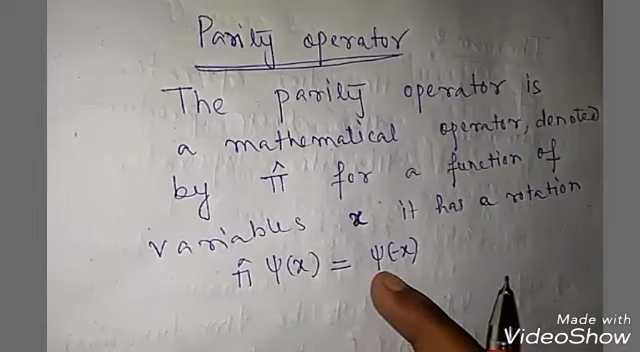 Parity operator
The parity operator is
a mathematical operator, denoted
by π̂ for a function of
variables x it has a rotation
π̂ ψ(x) = ψ(-x)
Made with
VideoShow